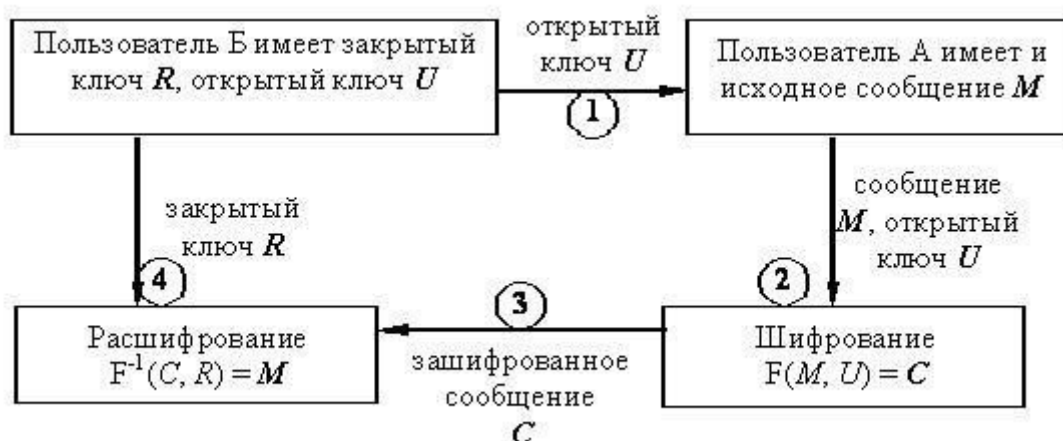 Пользователь Б имеет закрытый
ключ R, открытый ключ U
открытый
ключ U
1
Пользователь А имеет и
исходное сообщение M
сообщение
M, открытый
ключ U
2
Шифрование
F(M, U) = C
3
зашифрованное
сообщение
C
закрытый
ключ R
4
Расшифрование
F⁻¹(C, R) = M